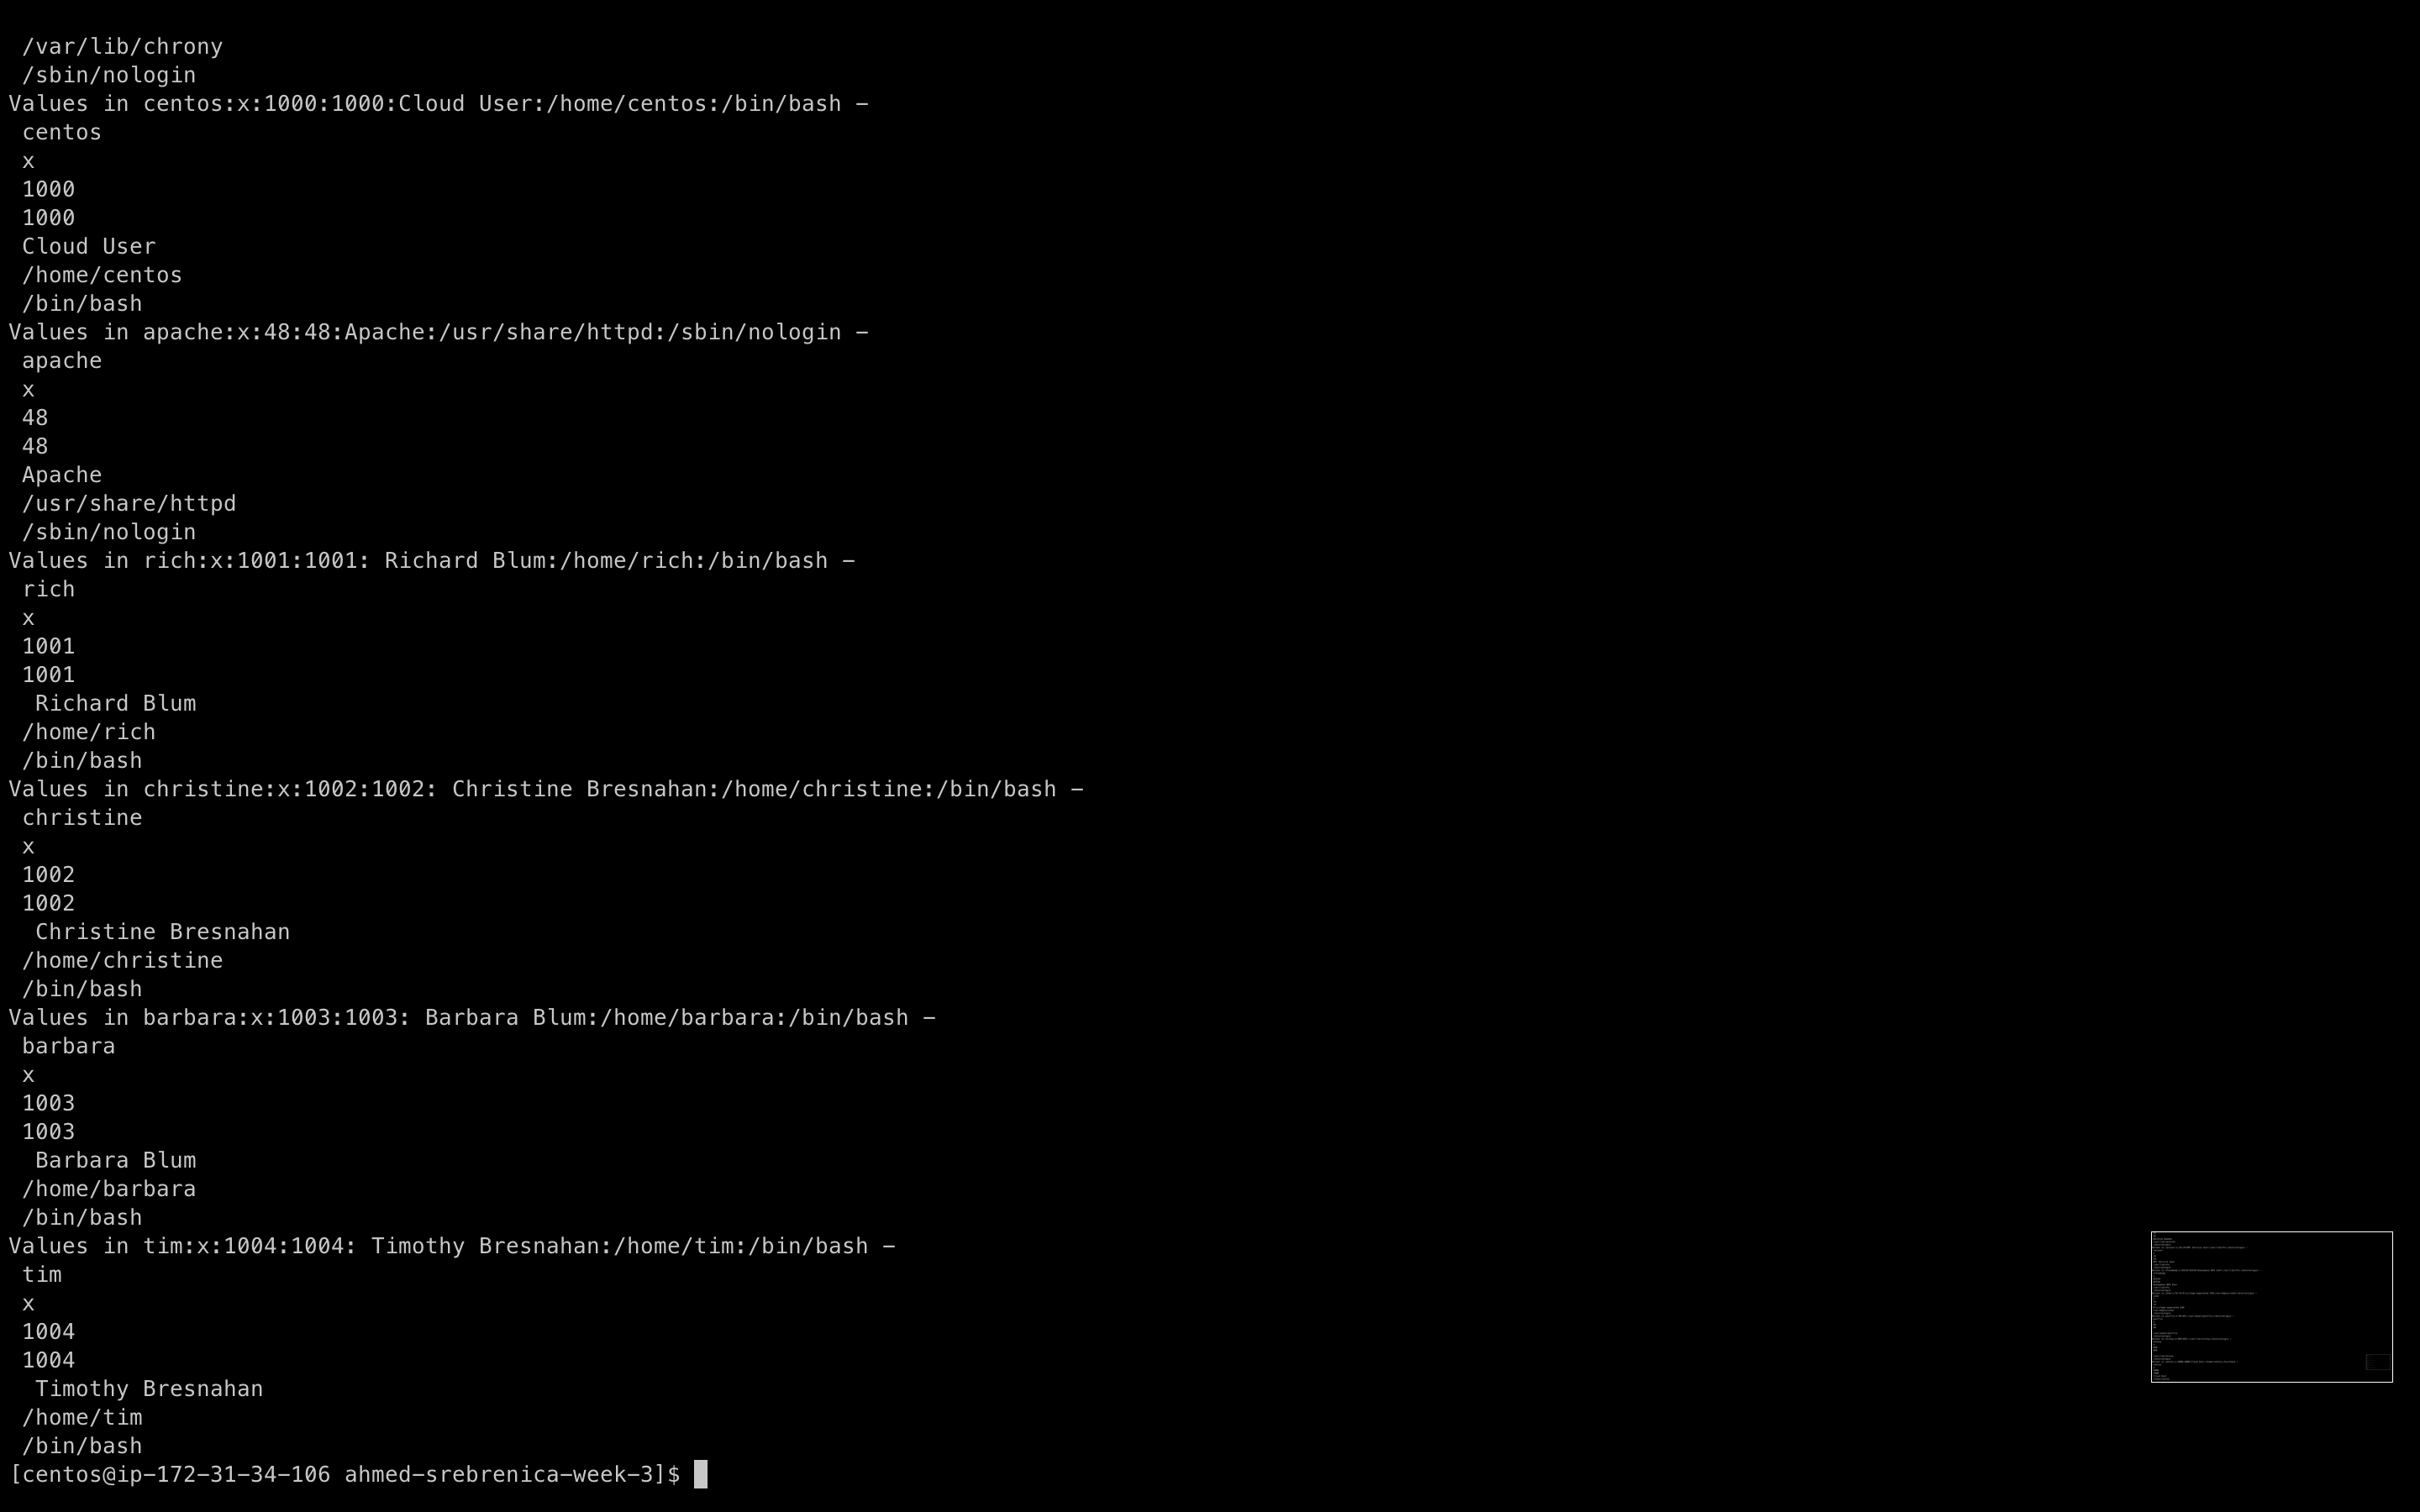 /var/lib/chrony
/sbin/nologin
Values in centos:x:1000:1000:Cloud User:/home/centos:/bin/bash -
centos
x
1000
1000
Cloud User
/home/centos
/bin/bash
Values in apache:x:48:48:Apache:/usr/share/httpd:/sbin/nologin -
apache
x
48
48
Apache
/usr/share/httpd
/sbin/nologin
Values in rich:x:1001:1001: Richard Blum:/home/rich:/bin/bash -
rich
x
1001
1001
Richard Blum
/home/rich
/bin/bash
Values in christine:x:1002:1002: Christine Bresnahan:/home/christine:/bin/bash -
christine
x
1002
1002
Christine Bresnahan
/home/christine
/bin/bash
Values in barbara:x:1003:1003: Barbara Blum:/home/barbara:/bin/bash -
barbara
x
1003
1003
Barbara Blum
/home/barbara
/bin/bash
Values in tim:x:1004:1004: Timothy Bresnahan:/home/tim:/bin/bash -
tim
x
1004
1004
Timothy Bresnahan
/home/tim
/bin/bash
[centos@ip-172-31-34-106 ahmed-srebrenica-week-3]$